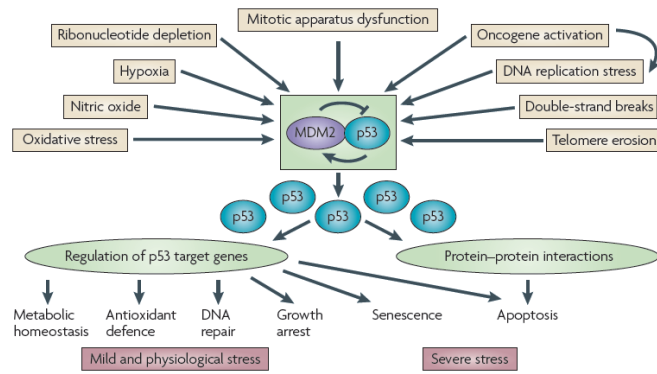 Mitotic apparatus dysfunction
Ribonucleotide depletion
Oncogene activation
Hypoxia
DNA replication stress
Nitric oxide
Double-strand breaks
Oxidative stress
MDM2
p53
Telomere erosion
p53
p53
p53
p53
p53
Regulation of p53 target genes
Protein–protein interactions
Metabolic
homeostasis
Antioxidant
defence
DNA
repair
Growth
arrest
Senescence
Apoptosis
Mild and physiological stress
Severe stress